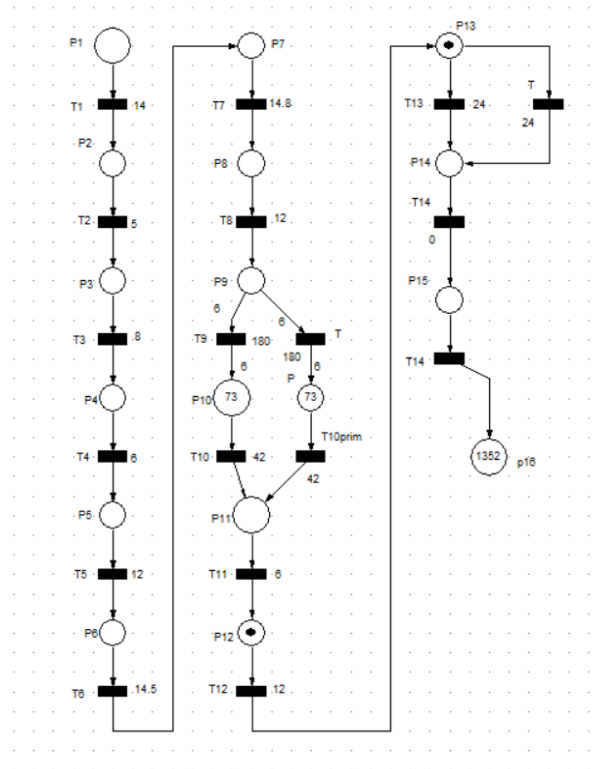 P1
T1 14
P2
T2 5
P3
T3 8
P4
T4 6
P5
T5 12
P6
T6 14.5
P7
T7 14.8
P8
T8 12
P9
6 6
T9 180 T
180
6 6
P
P10 73 73
T10prim
T10 42
42
P11
T11 6
P12
T12 12
P13
T
T13 24
24
P14
T14
0
P15
T14
1352 p16